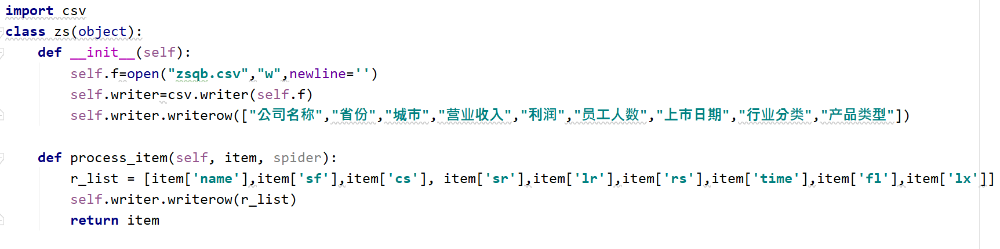 import csv
class zs(object):
    def __init__(self):
        self.f=open("zsqb.csv","w",newline='')
        self.writer=csv.writer(self.f)
        self.writer.writerow(["公司名称","省份","城市","营业收入","利润","员工人数","上市日期","行业分类","产品类型"])
    def process_item(self, item, spider):
        r_list = [item['name'],item['sf'],item['cs'], item['sr'],item['lr'],item['rs'],item['time'],item['fl'],item['lx']]
        self.writer.writerow(r_list)
        return item